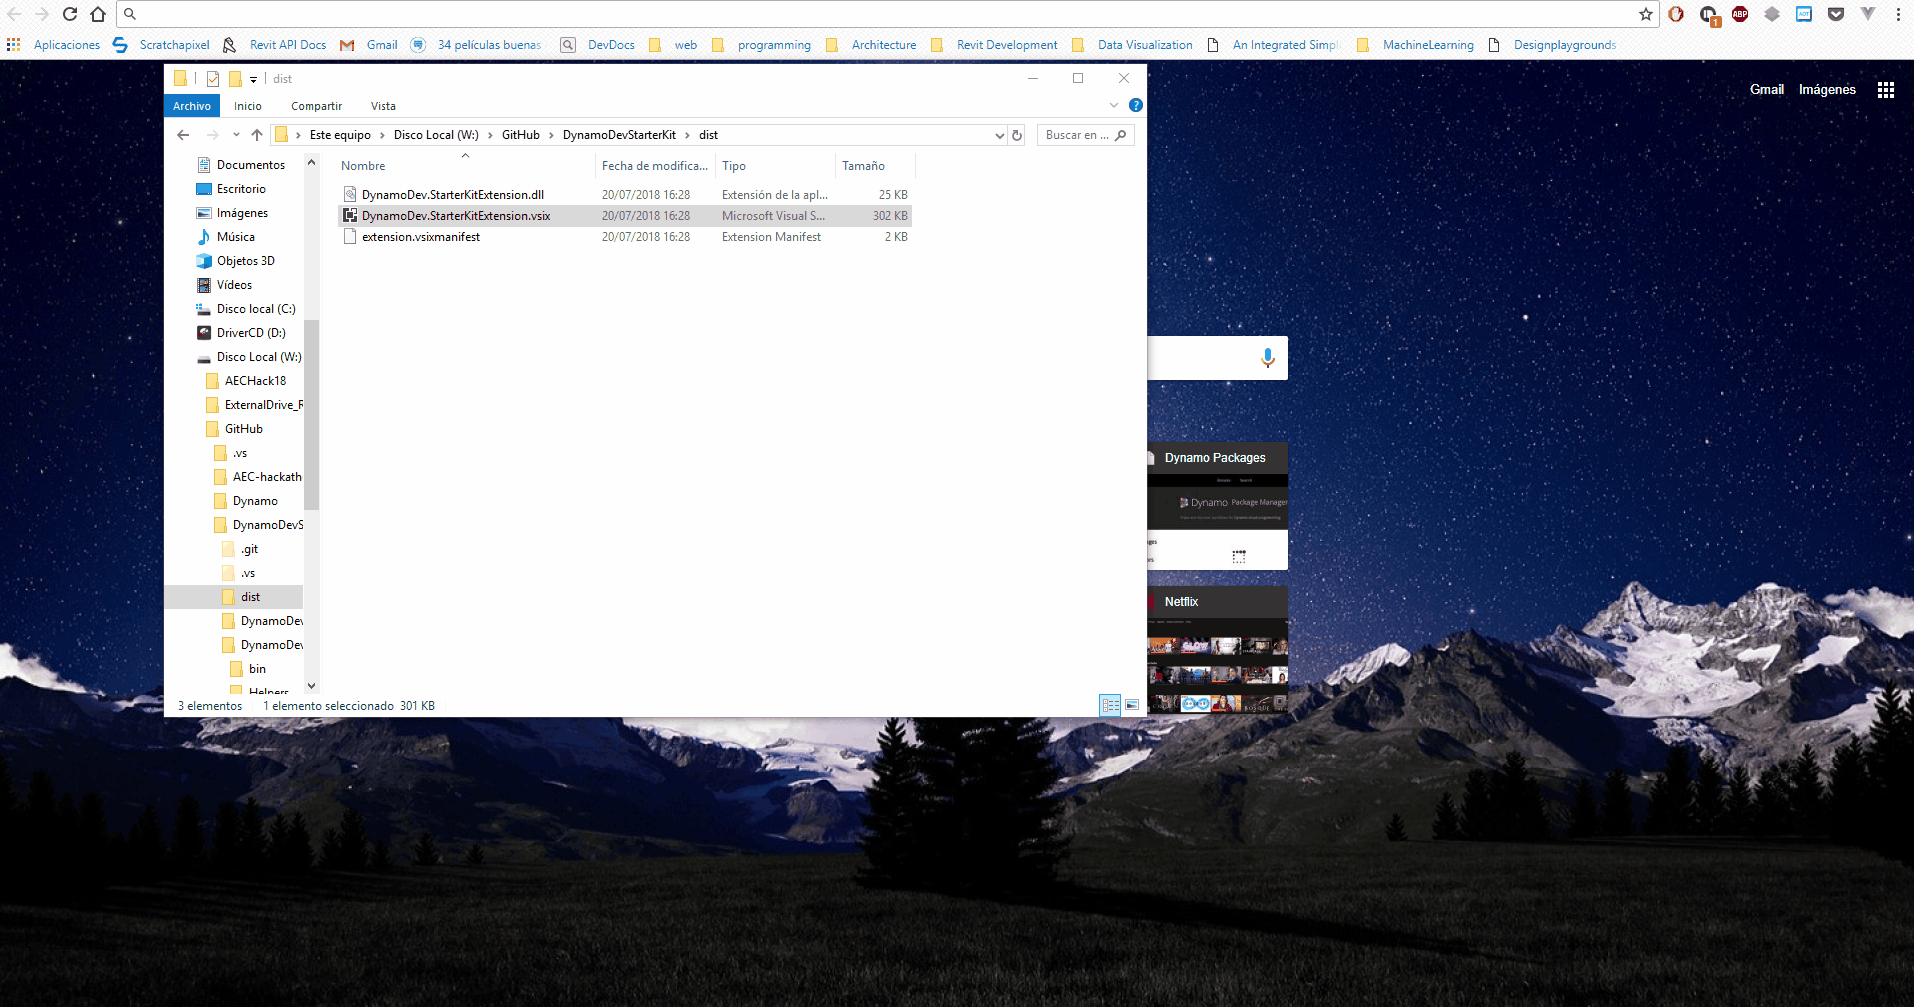 1
ABP
Aplicaciones Scratchapixel Revit API Docs Gmail 34 películas buenas DevDocs web programming Architecture Revit Development Data Visualization An Integrated Simpl MachineLearning Designplaygrounds
dist
Gmail Imágenes
Archivo Inicio Compartir Vista ?
Este equipo > Disco Local (W:) > GitHub > DynamoDevStarterKit > dist Buscar en ...
Nombre Fecha de modifica... Tipo Tamaño
DynamoDev.StarterKitExtension.dll 20/07/2018 16:28 Extensión de la apl... 25 KB
DynamoDev.StarterKitExtension.vsix 20/07/2018 16:28 Microsoft Visual S... 302 KB
extension.vsixmanifest 20/07/2018 16:28 Extension Manifest 2 KB
Documentos
Escritorio
Imágenes
Música
Objetos 3D
Vídeos
Disco local (C:)
DriverCD (D:)
Disco Local (W:)
AECHack18
ExternalDrive_R
GitHub
.vs
AEC-hackath
Dynamo
DynamoDevS
.git
.vs
dist
DynamoDev
DynamoDev
bin
Helpers
3 elementos 1 elemento seleccionado 301 KB
Dynamo Packages
Dynamo Package Manager
Netflix